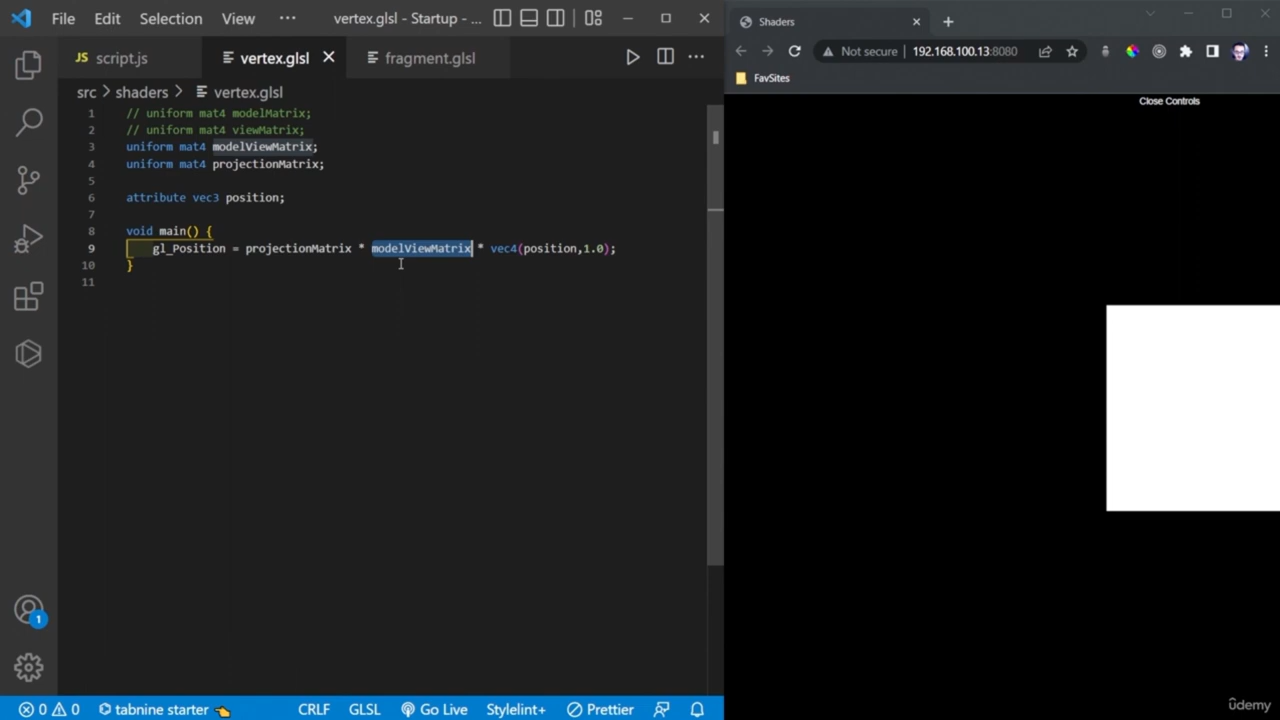 File Edit Selection View ··· vertex.glsl - Startup - ...
JS script.js vertex.glsl fragment.glsl
src > shaders > vertex.glsl
1 // uniform mat4 modelMatrix;
2 // uniform mat4 viewMatrix;
3 uniform mat4 modelViewMatrix;
4 uniform mat4 projectionMatrix;
5
6 attribute vec3 position;
7
8 void main() {
9 gl_Position = projectionMatrix * modelViewMatrix * vec4(position,1.0);
10 }
11
1
0 0 tabnine starter CRLF GLSL Go Live Stylelint+ Prettier
Shaders
Not secure 192.168.100.13:8080
FavSites
Close Controls
ûdemy